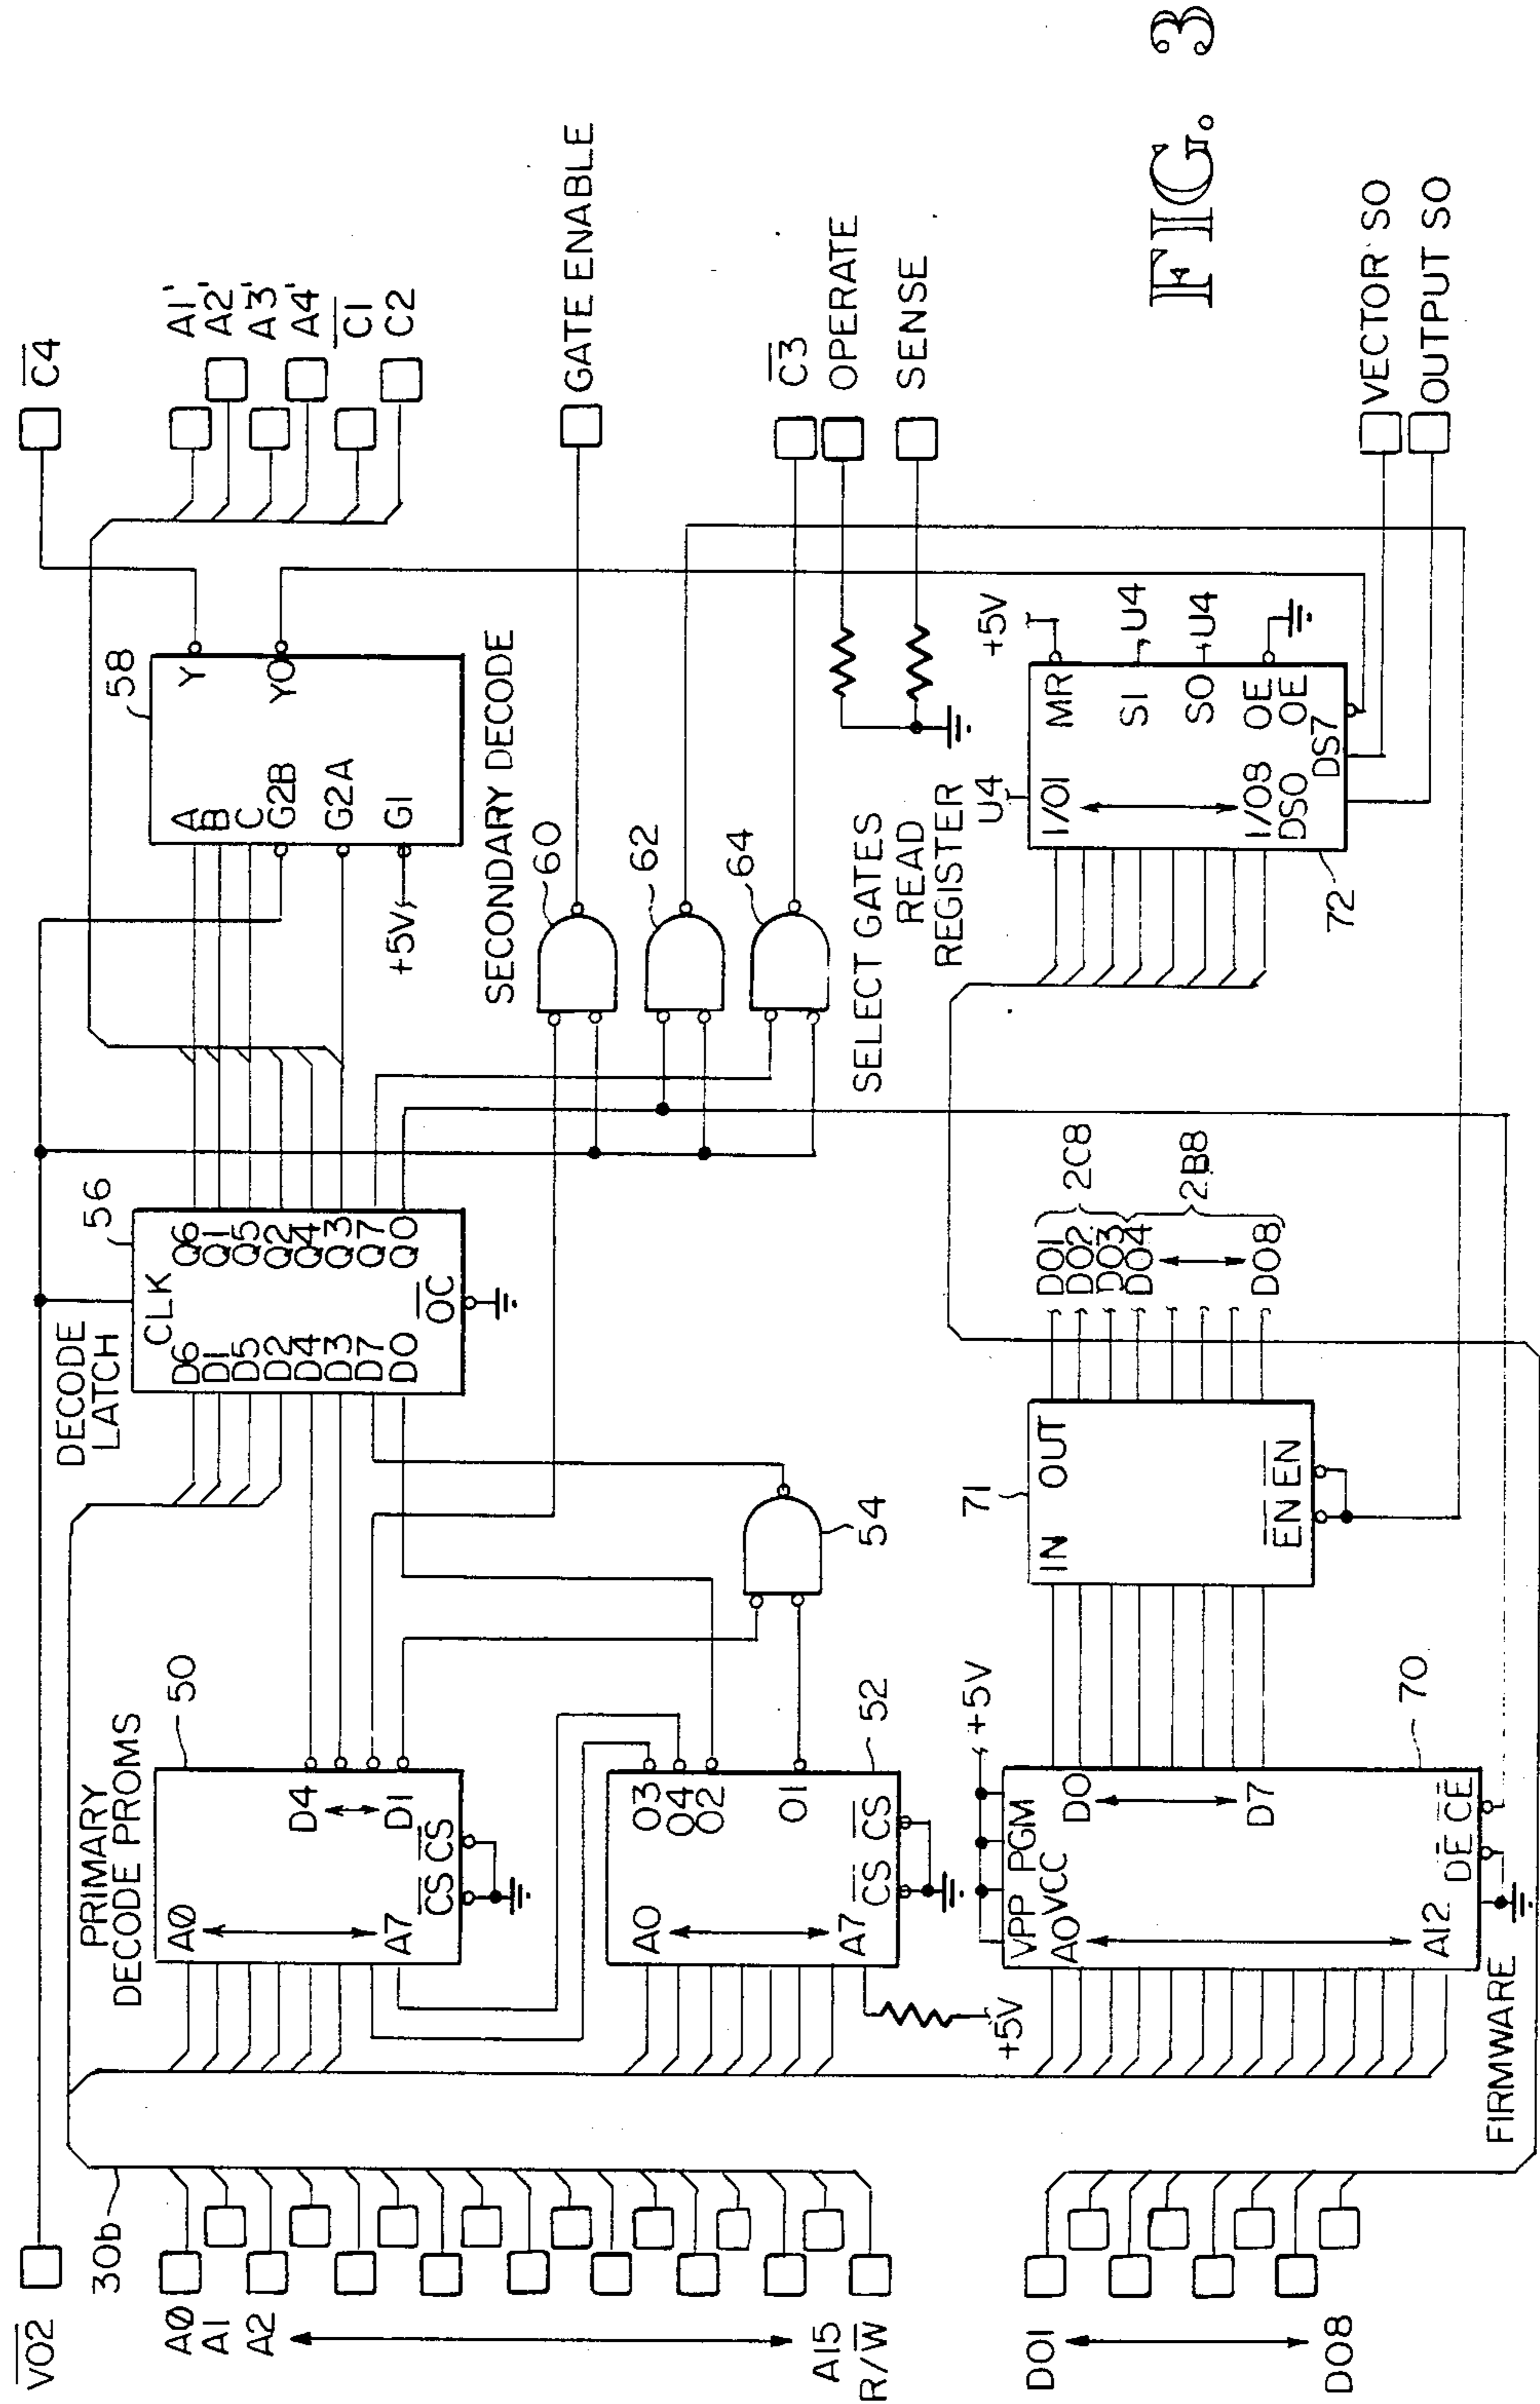 V02
30b
A0
A1
A2
A15
R/W
DO1
DO8
PRIMARY
DECODE PROMS
50
A0
A7
D4
D1
CS CS
52
A0
A7
O3
O4
O2
O1
CS CS
+5V
54
DECODE
LATCH
56
CLK
D6
D1
D5
D2
D4
D3
D7
D0
Q6
Q1
Q5
Q2
Q4
Q3
Q7
Q0
OC
58
A
B
C
G2B
G2A
G1
Y
Y0
+5V
SECONDARY DECODE
60
62
64
SELECT GATES
C4
A1'
A2'
A3'
A4'
C1
C2
GATE ENABLE
C3
OPERATE
SENSE
FIRMWARE
70
+5V
VPP PGM
VCC
A0
A12
D0
D7
DE CE
71
IN OUT
EN EN
DO1
DO2
DO3
DO4
DO8
2C8
2B8
READ
REGISTER
72
U4
I/O1
I/O8
MR
SI
SO
OE
OE
DSO
DS7
+5V
U4
U4
VECTOR SO
OUTPUT SO
FIG. 3